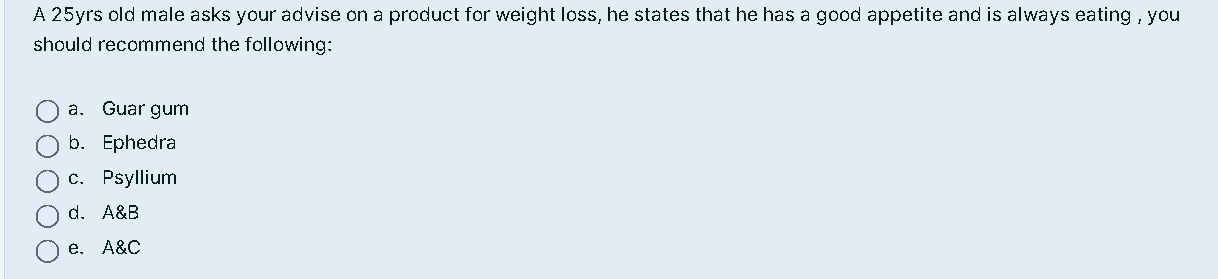 A 25yrs old male asks your advise on a product for weight loss, he states that he has a good appetite and is always eating , you
should recommend the following:
a. Guar gum
b. Ephedra
c. Psyllium
d. A&B
e. A&C